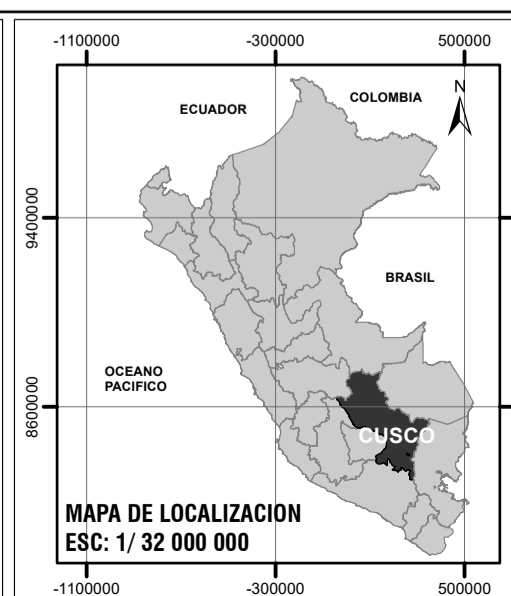 -1100000 -300000 500000
ECUADOR COLOMBIA N
9400000
BRASIL
OCEANO
PACIFICO
8600000
CUSCO
MAPA DE LOCALIZACION
ESC: 1/ 32 000 000
-1100000 -300000 500000